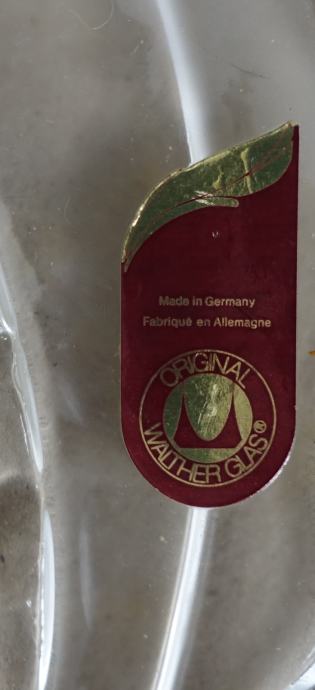 Made in Germany
Fabriqué en Allemagne
ORIGINAL
WALTHER GLAS®